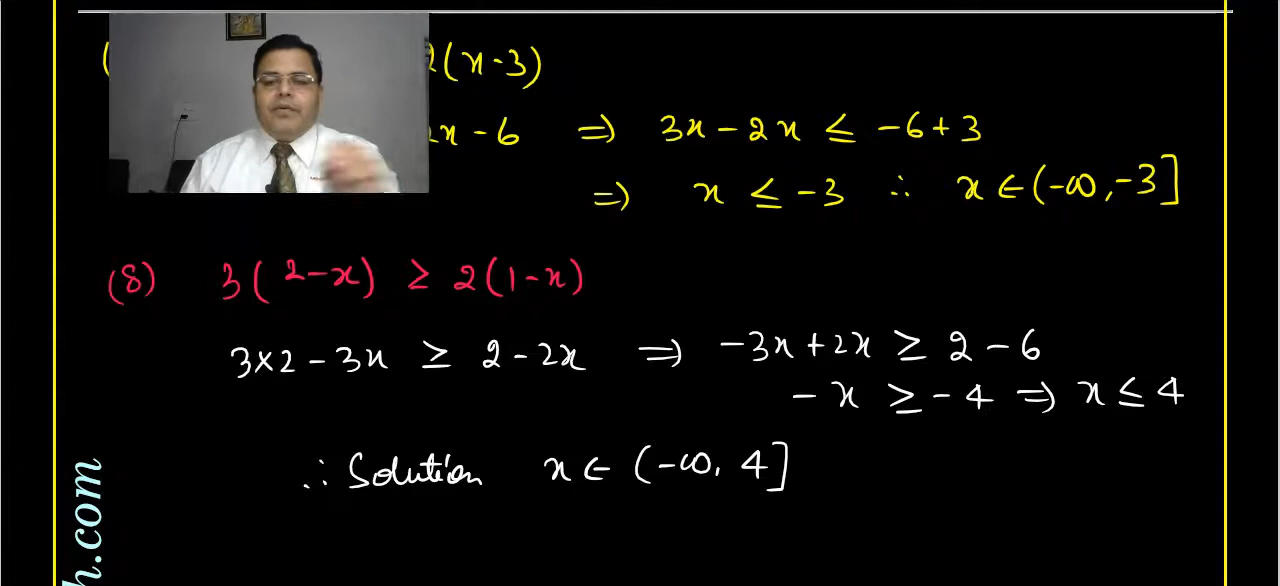 2(x-3)
2x - 6 ⇒ 3x - 2x ≤ -6 + 3
⇒ x ≤ -3 ∴ x ∈ (-∞, -3]
(8) 3(2-x) ≥ 2(1-x)
3×2 - 3x ≥ 2 - 2x ⇒ -3x + 2x ≥ 2 - 6
- x ≥ - 4 ⇒ x ≤ 4
∴ Solution x ∈ (-∞, 4]
h.com